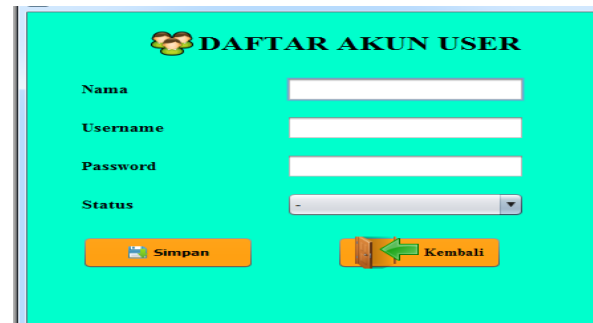 DAFTAR AKUN USER
Nama
Username
Password
Status
-
Simpan
Kembali